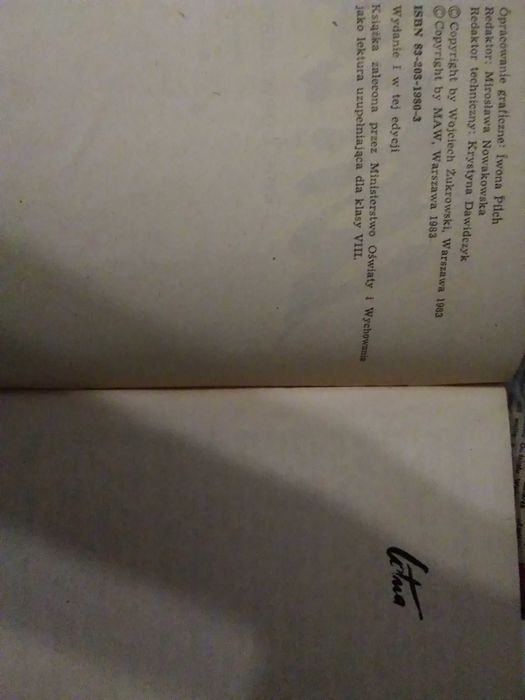 Opracowanie graficzne: Iwona Pilch
Redaktor: Mirosława Nowakowska
Redaktor techniczny: Krystyna Dawidczyk
© Copyright by Wojciech Żukrowski, Warszawa 1983
© Copyright by MAW, Warszawa 1983
ISBN 83-203-1980-3
Wydanie I w tej edycji
Książka zalecona przez Ministerstwo Oświaty i Wychowania
jako lektura uzupełniająca dla klasy VIII.
Lotna